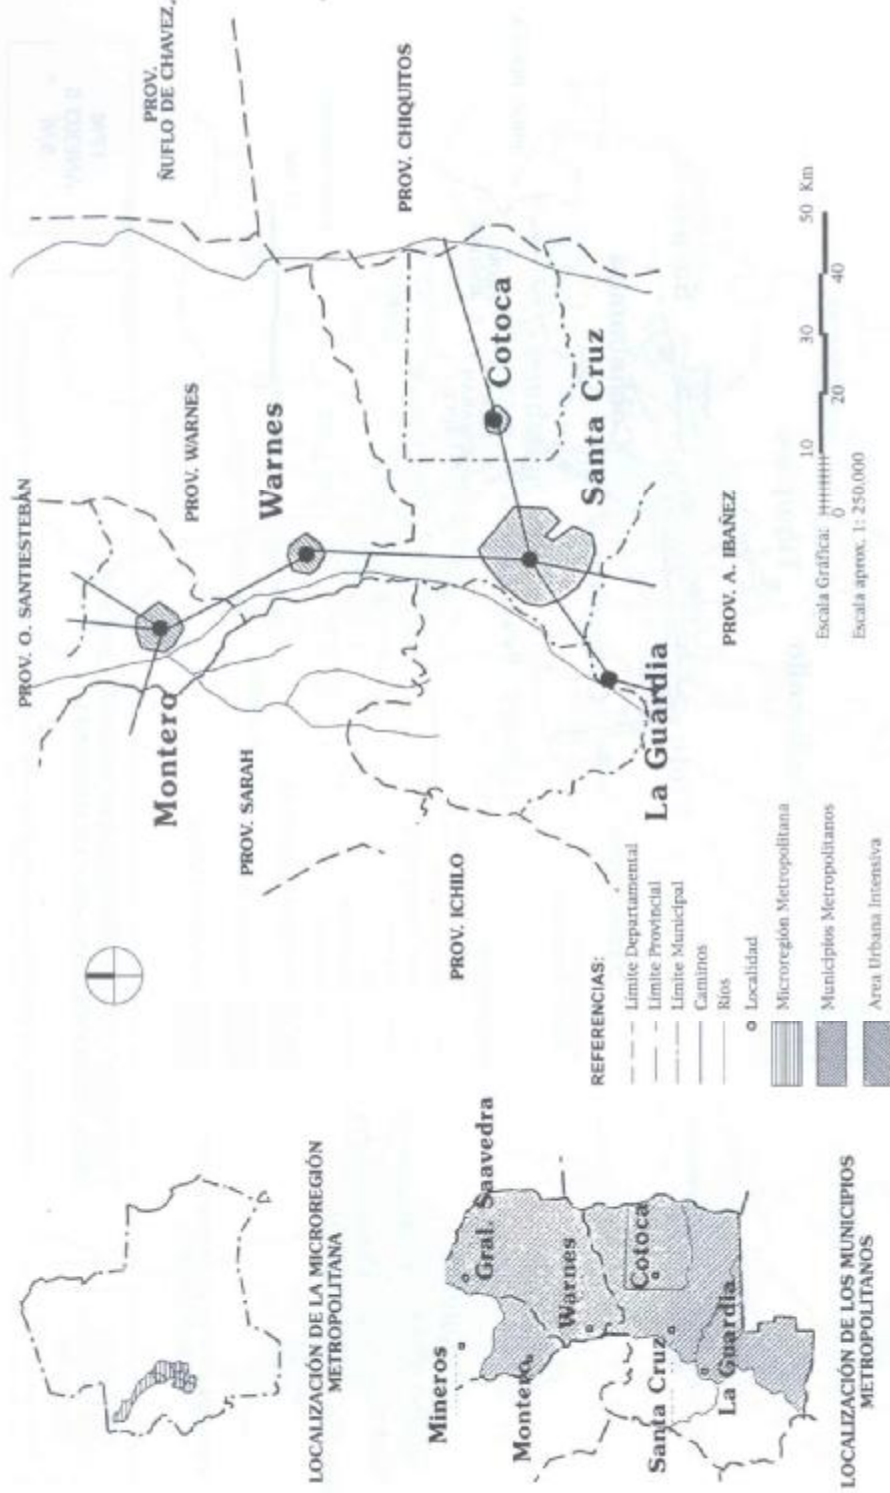 PROV. O. SANTIESTEBÁN
PROV.
ÑUFLO DE CHAVEZ
PROV. WARNES
PROV. CHIQUITOS
Montero
Warnes
PROV. SARAH
Cotoca
Santa Cruz
PROV. ICHILO
La Guardia
PROV. A. IBAÑEZ
REFERENCIAS:
Límite Departamental
Límite Provincial
Límite Municipal
Caminos
Ríos
Localidad
Microregión Metropolitana
Municipios Metropolitanos
Area Urbana Intensiva
Escala Gráfica:
10 0 10 20 30 40 50 Km
Escala aprox. 1: 250.000
LOCALIZACIÓN DE LA MICROREGIÓN
METROPOLITANA
Mineros
Gral. Saavedra
Montero
Warnes
Santa Cruz
Cotoca
La Guardia
LOCALIZACIÓN DE LOS MUNICIPIOS
METROPOLITANOS